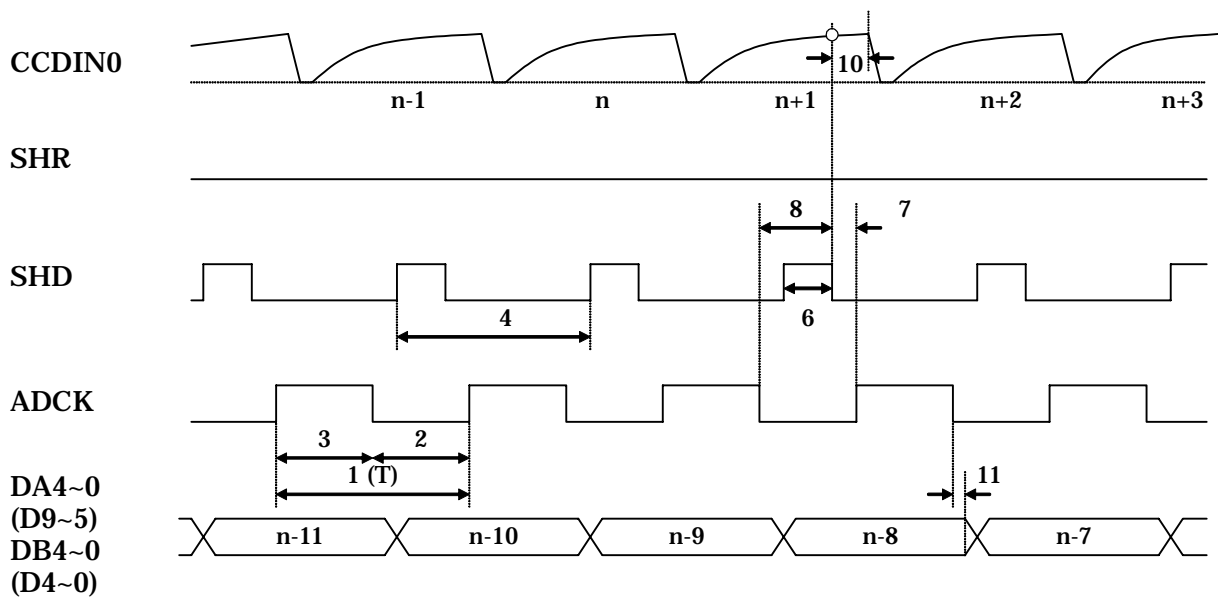 CCDIN0
10
n-1 n n+1 n+2 n+3
SHR
8 7
SHD
6
4
ADCK
3 2
1 (T)
11
DA4~0
(D9~5)
DB4~0
(D4~0)
n-11 n-10 n-9 n-8 n-7